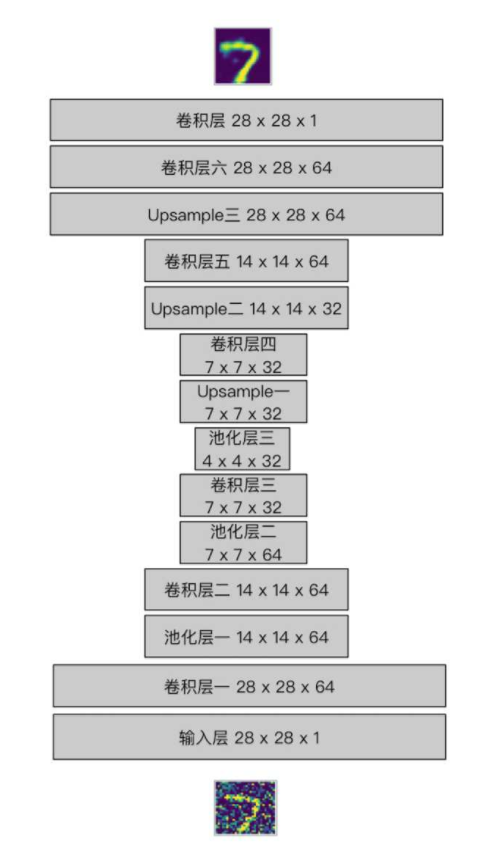 卷积层 28 x 28 x 1
卷积层六 28 x 28 x 64
Upsample三 28 x 28 x 64
卷积层五 14 x 14 x 64
Upsample二 14 x 14 x 32
卷积层四
7 x 7 x 32
Upsample一
7 x 7 x 32
池化层三
4 x 4 x 32
卷积层三
7 x 7 x 32
池化层二
7 x 7 x 64
卷积层二 14 x 14 x 64
池化层一 14 x 14 x 64
卷积层一 28 x 28 x 64
输入层 28 x 28 x 1